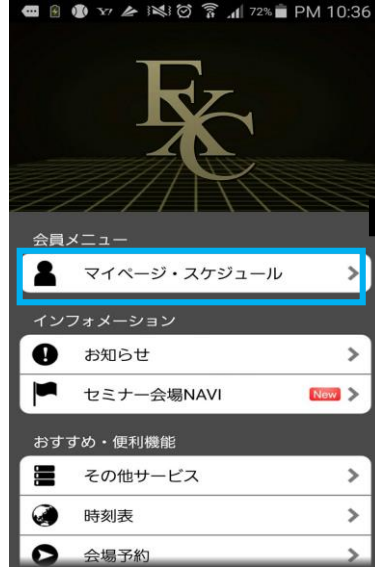 72% PM 10:36
EXC
会員メニュー
マイページ・スケジュール
インフォメーション
お知らせ
セミナー会場NAVI New
おすすめ・便利機能
その他サービス
時刻表
会場予約